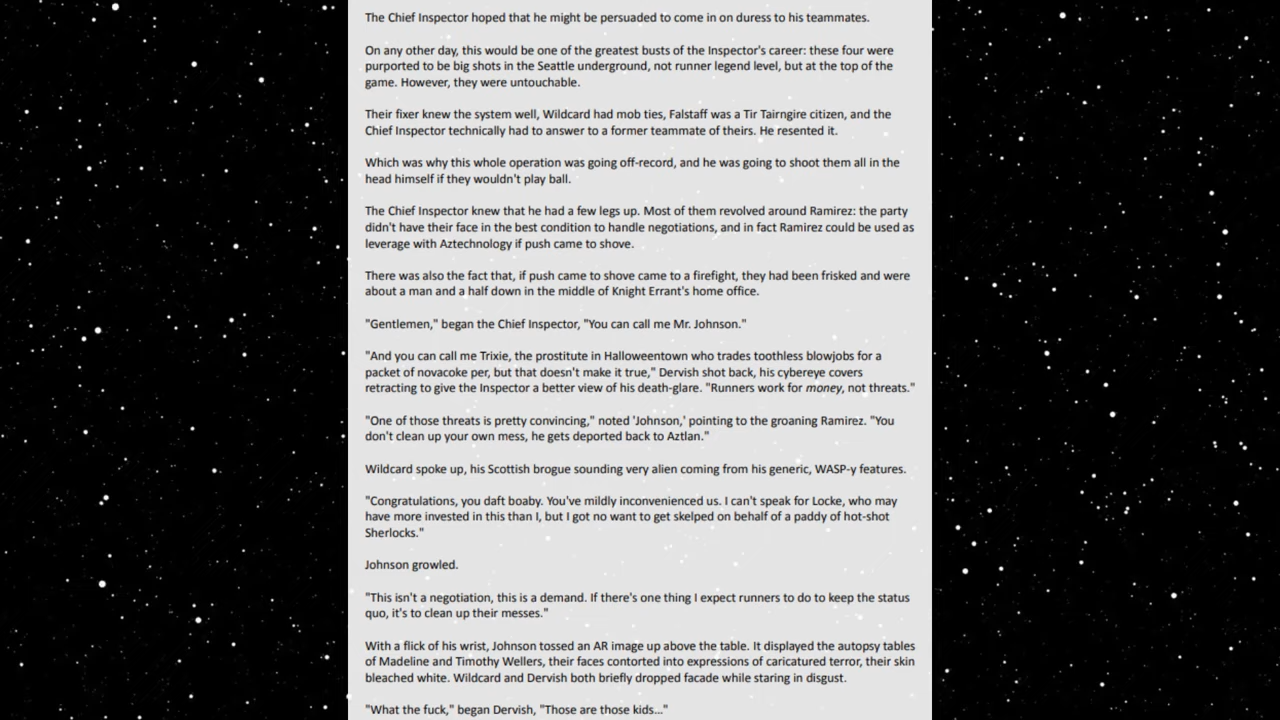 The Chief Inspector hoped that he might be persuaded to come in on duress to his teammates.
On any other day, this would be one of the greatest busts of the Inspector's career: these four were
purported to be big shots in the Seattle underground, not runner legend level, but at the top of the
game. However, they were untouchable.
Their fixer knew the system well, Wildcard had mob ties, Falstaff was a Tir Tairngire citizen, and the
Chief Inspector technically had to answer to a former teammate of theirs. He resented it.
Which was why this whole operation was going off-record, and he was going to shoot them all in the
head himself if they wouldn't play ball.
The Chief Inspector knew that he had a few legs up. Most of them revolved around Ramirez: the party
didn't have their face in the best condition to handle negotiations, and in fact Ramirez could be used as
leverage with Aztechnology if push came to shove.
There was also the fact that, if push came to shove came to a firefight, they had been frisked and were
about a man and a half down in the middle of Knight Errant's home office.
"Gentlemen," began the Chief Inspector, "You can call me Mr. Johnson."
"And you can call me Trixie, the prostitute in Halloweentown who trades toothless blowjobs for a
packet of novacoke per, but that doesn't make it true," Dervish shot back, his cybereye covers
retracting to give the Inspector a better view of his death-glare. "Runners work for money, not threats."
"One of those threats is pretty convincing," noted 'Johnson,' pointing to the groaning Ramirez. "You
don't clean up your own mess, he gets deported back to Aztlan."
Wildcard spoke up, his Scottish brogue sounding very alien coming from his generic, WASP-y features.
"Congratulations, you daft boaby. You've mildly inconvenienced us. I can't speak for Locke, who may
have more invested in this than I, but I got no want to get skelped on behalf of a paddy of hot-shot
Sherlocks."
Johnson growled.
"This isn't a negotiation, this is a demand. If there's one thing I expect runners to do to keep the status
quo, it's to clean up their messes."
With a flick of his wrist, Johnson tossed an AR image up above the table. It displayed the autopsy tables
of Madeline and Timothy Wellers, their faces contorted into expressions of caricatured terror, their skin
bleached white. Wildcard and Dervish both briefly dropped facade while staring in disgust.
"What the fuck," began Dervish, "Those are those kids..."